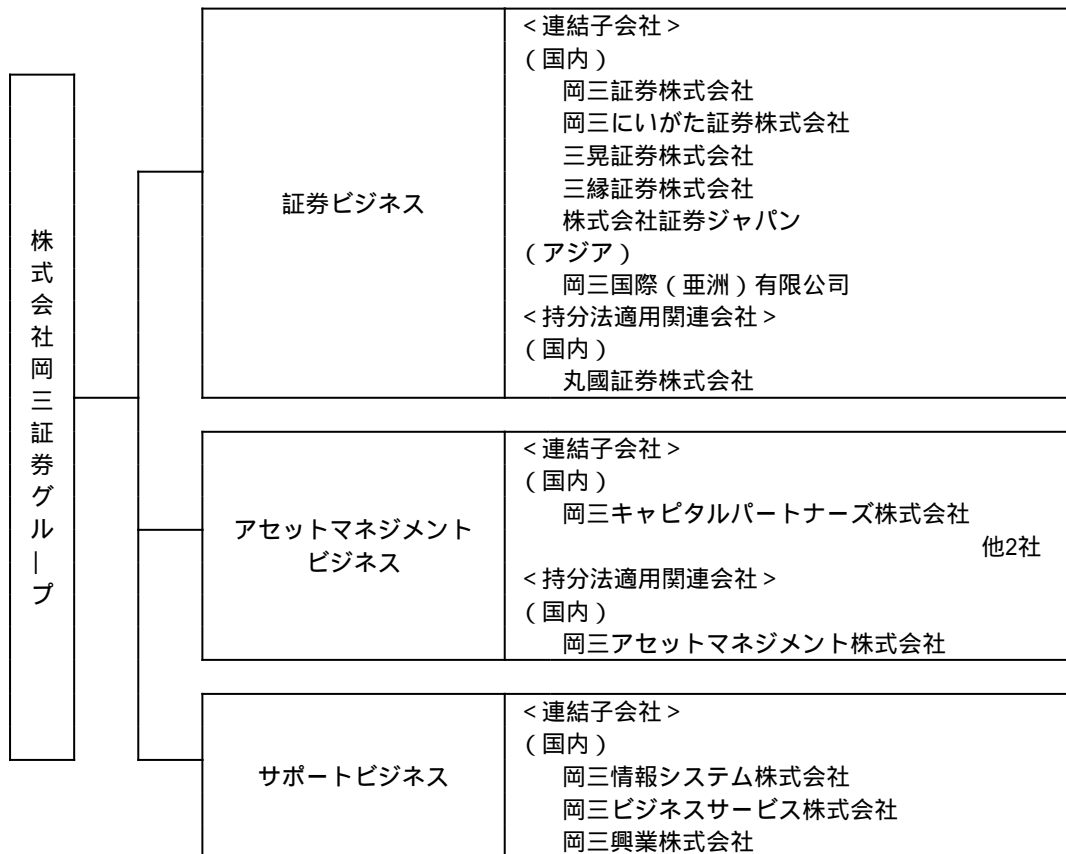 株式会社岡三証券グループ
証券ビジネス
<連結子会社>
(国内)
岡三証券株式会社
岡三にいがた証券株式会社
三晃証券株式会社
三縁証券株式会社
株式会社証券ジャパン
(アジア)
岡三国際(亜洲)有限公司
<持分法適用関連会社>
(国内)
丸國証券株式会社
アセットマネジメント
ビジネス
<連結子会社>
(国内)
岡三キャピタルパートナーズ株式会社
他2社
<持分法適用関連会社>
(国内)
岡三アセットマネジメント株式会社
サポートビジネス
<連結子会社>
(国内)
岡三情報システム株式会社
岡三ビジネスサービス株式会社
岡三興業株式会社